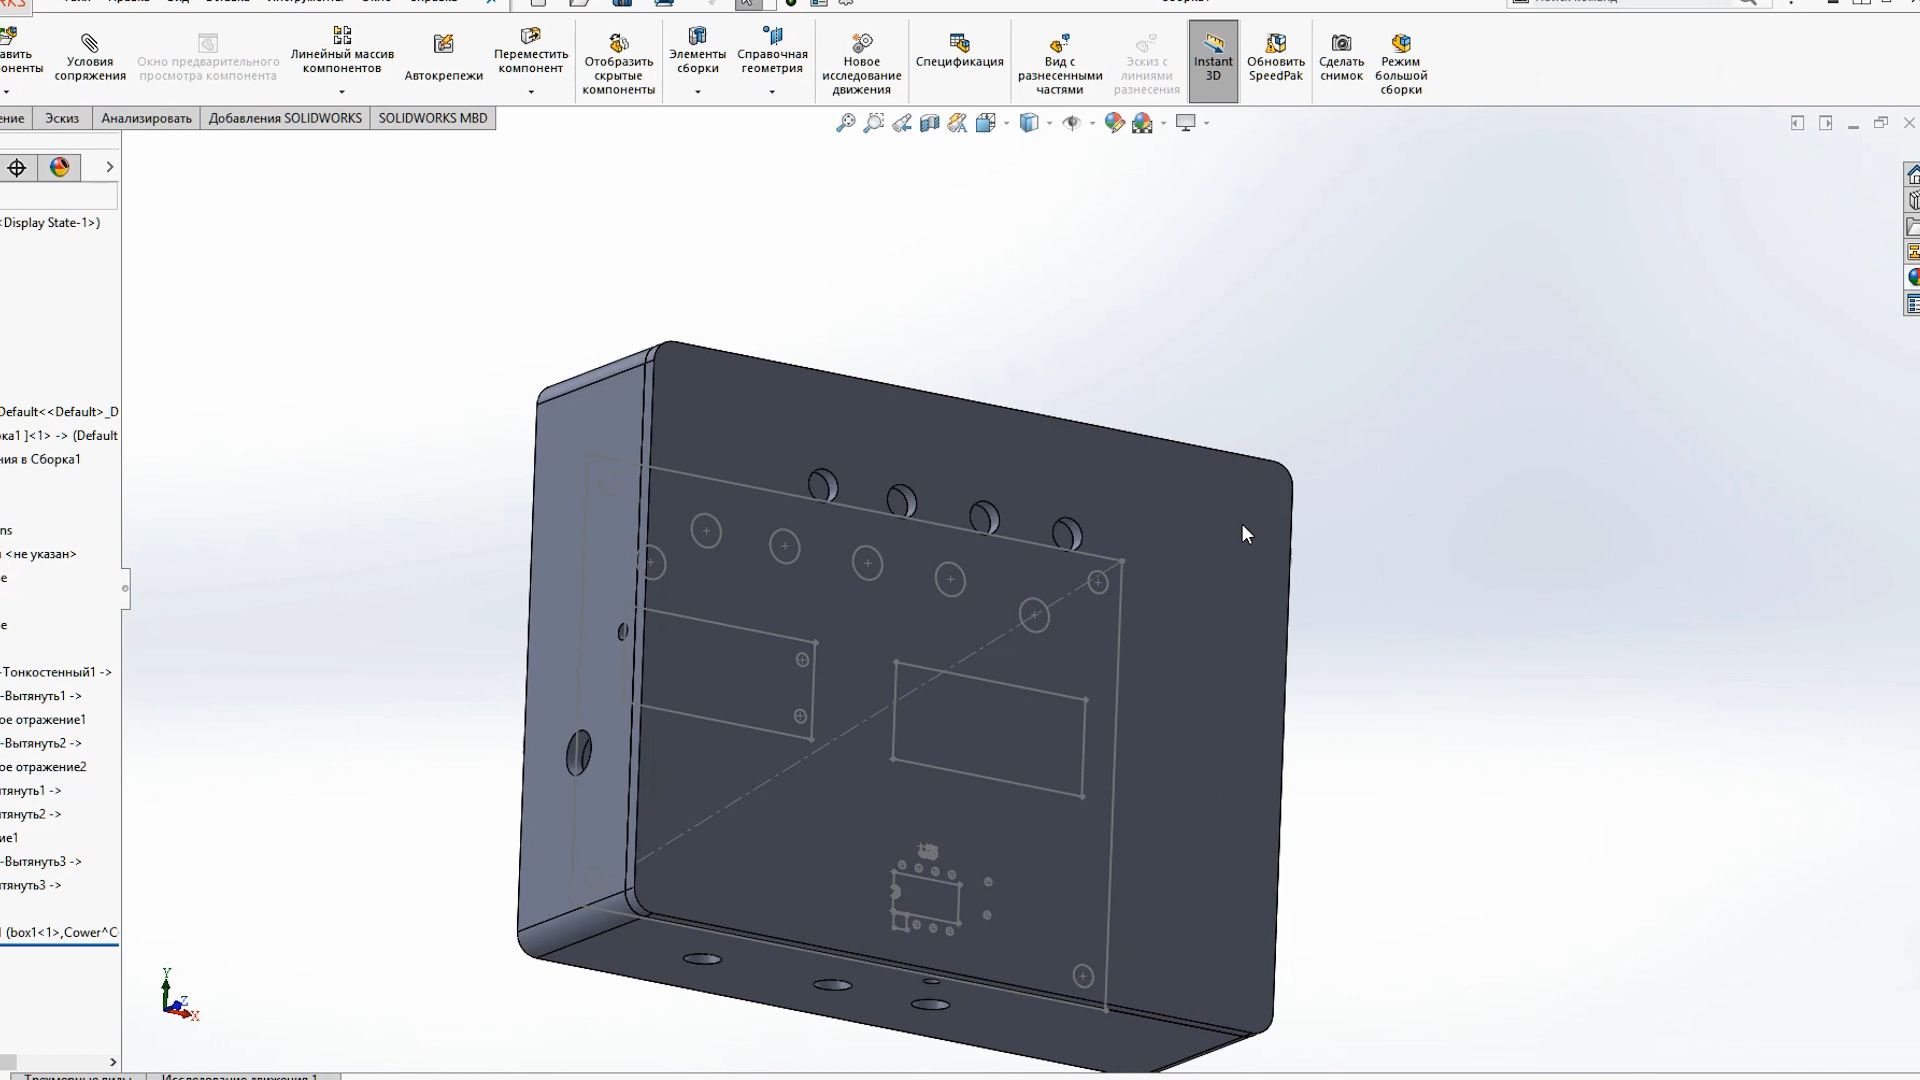 авить
оненты
Условия
сопряжения
Окно предварительного
просмотра компонента
Линейный массив
компонентов
Автокрепежи
Переместить
компонент
Отобразить
скрытые
компоненты
Элементы
сборки
Справочная
геометрия
Новое
исследование
движения
Спецификация
Вид с
разнесенными
частями
Эскиз с
линиями
разнесения
Instant
3D
Обновить
SpeedPak
Сделать
снимок
Режим
большой
сборки
ение
Эскиз
Анализировать
Добавления SOLIDWORKS
SOLIDWORKS MBD
<Display State-1>)
Default<<Default>_D
рка1 ]<1> -> (Default
ния в Сборка1
ns
<не указан>
е
е
-Тонкостенный1 ->
-Вытянуть1 ->
ое отражение1
-Вытянуть2 ->
ое отражение2
тянуть1 ->
тянуть2 ->
ие1
-Вытянуть3 ->
тянуть3 ->
(box1<1>,Cower^C
Y
Z
X